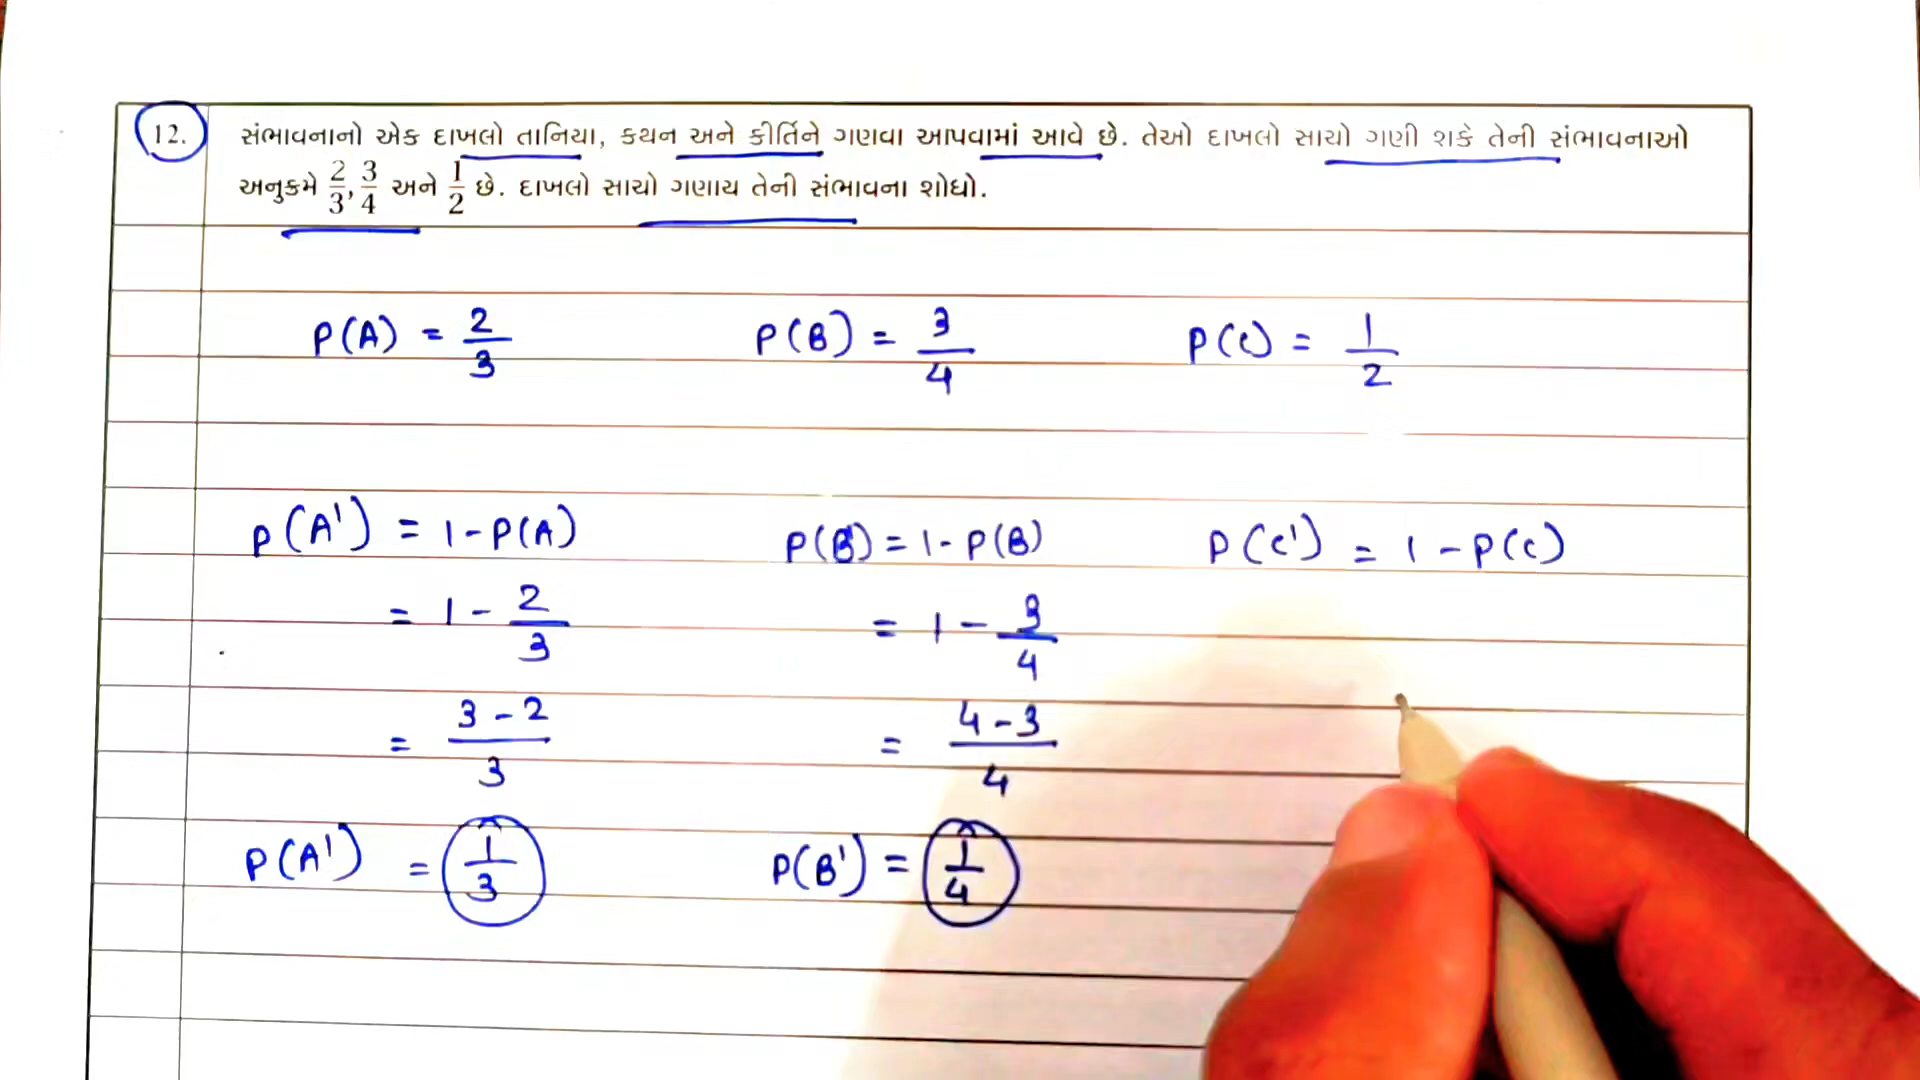 12. સંભાવનાનો એક દાખલો તાનિયા, કથન અને કીર્તિને ગણવા આપવામાં આવે છે. તેઓ દાખલો સાચો ગણી શકે તેની સંભાવનાઓ
અનુક્રમે 2/3, 3/4 અને 1/2 છે. દાખલો સાચો ગણાય તેની સંભાવના શોધો.
P(A) = 2/3 P(B) = 3/4 P(C) = 1/2
P(A') = 1 - P(A) P(B') = 1 - P(B) P(C') = 1 - P(C)
= 1 - 2/3 = 1 - 3/4
= 3 - 2/3 = 4 - 3/4
P(A') = 1/3 P(B') = 1/4